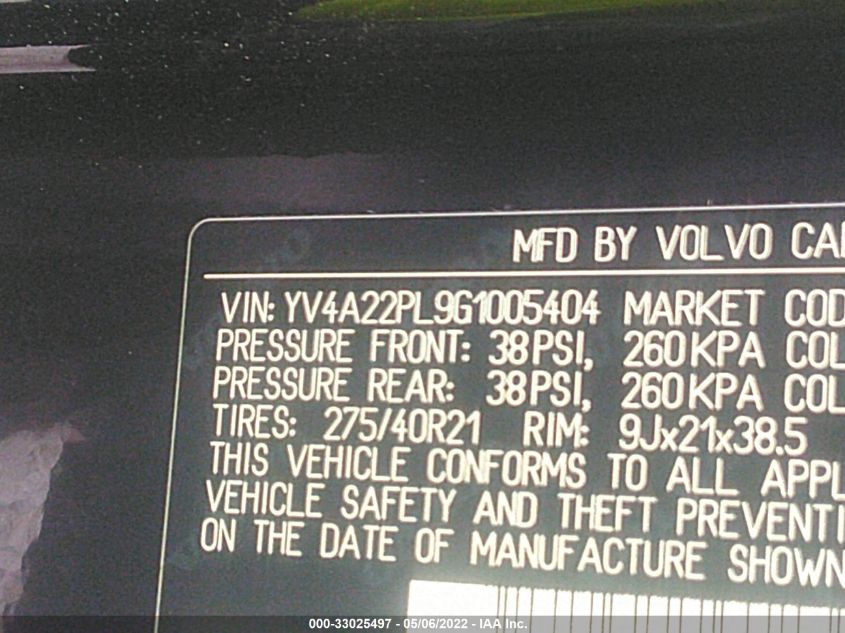 MFD BY VOLVO CA
VIN: YV4A22PL9G1005404 MARKET COD
PRESSURE FRONT: 38PSI, 260KPA COL
PRESSURE REAR: 38PSI, 260KPA COL
TIRES: 275/40R21 RIM: 9Jx21x38.5
THIS VEHICLE CONFORMS TO ALL APPL
VEHICLE SAFETY AND THEFT PREVENTI
ON THE DATE OF MANUFACTURE SHOWN
000-33025497 - 05/06/2022 - IAA Inc.